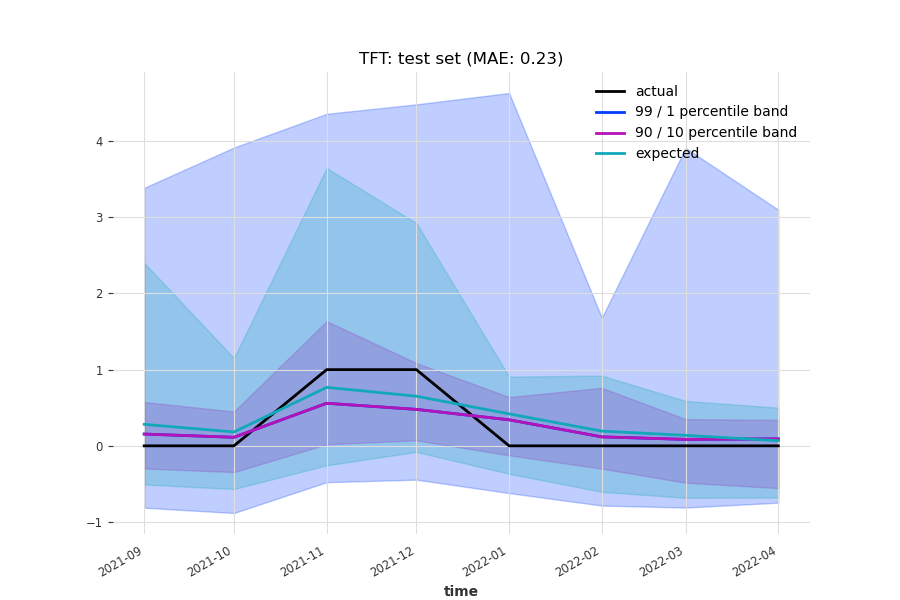 TFT: test set (MAE: 0.23)
actual
99 / 1 percentile band
90 / 10 percentile band
expected
4
3
2
1
0
−1
2021-09
2021-10
2021-11
2021-12
2022-01
2022-02
2022-03
2022-04
time